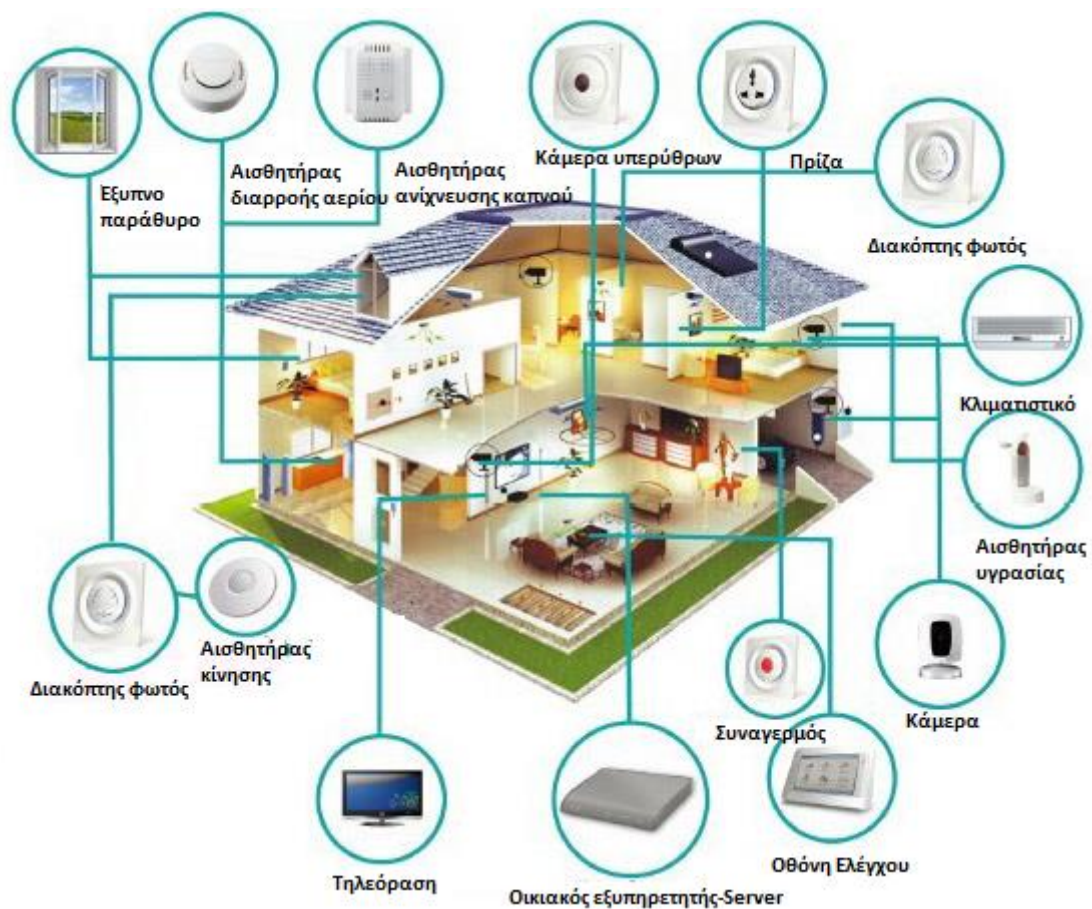 Κάμερα υπερύθρων
Πρίζα
Αισθητήρας
διαρροής αερίου
Αισθητήρας
ανίχνευσης καπνού
Έξυπνο
παράθυρο
Διακόπτης φωτός
Κλιματιστικό
Αισθητήρας
υγρασίας
Αισθητήρας
κίνησης
Διακόπτης φωτός
Κάμερα
Συναγερμός
Οθόνη Ελέγχου
Τηλεόραση
Οικιακός εξυπηρετητής-Server